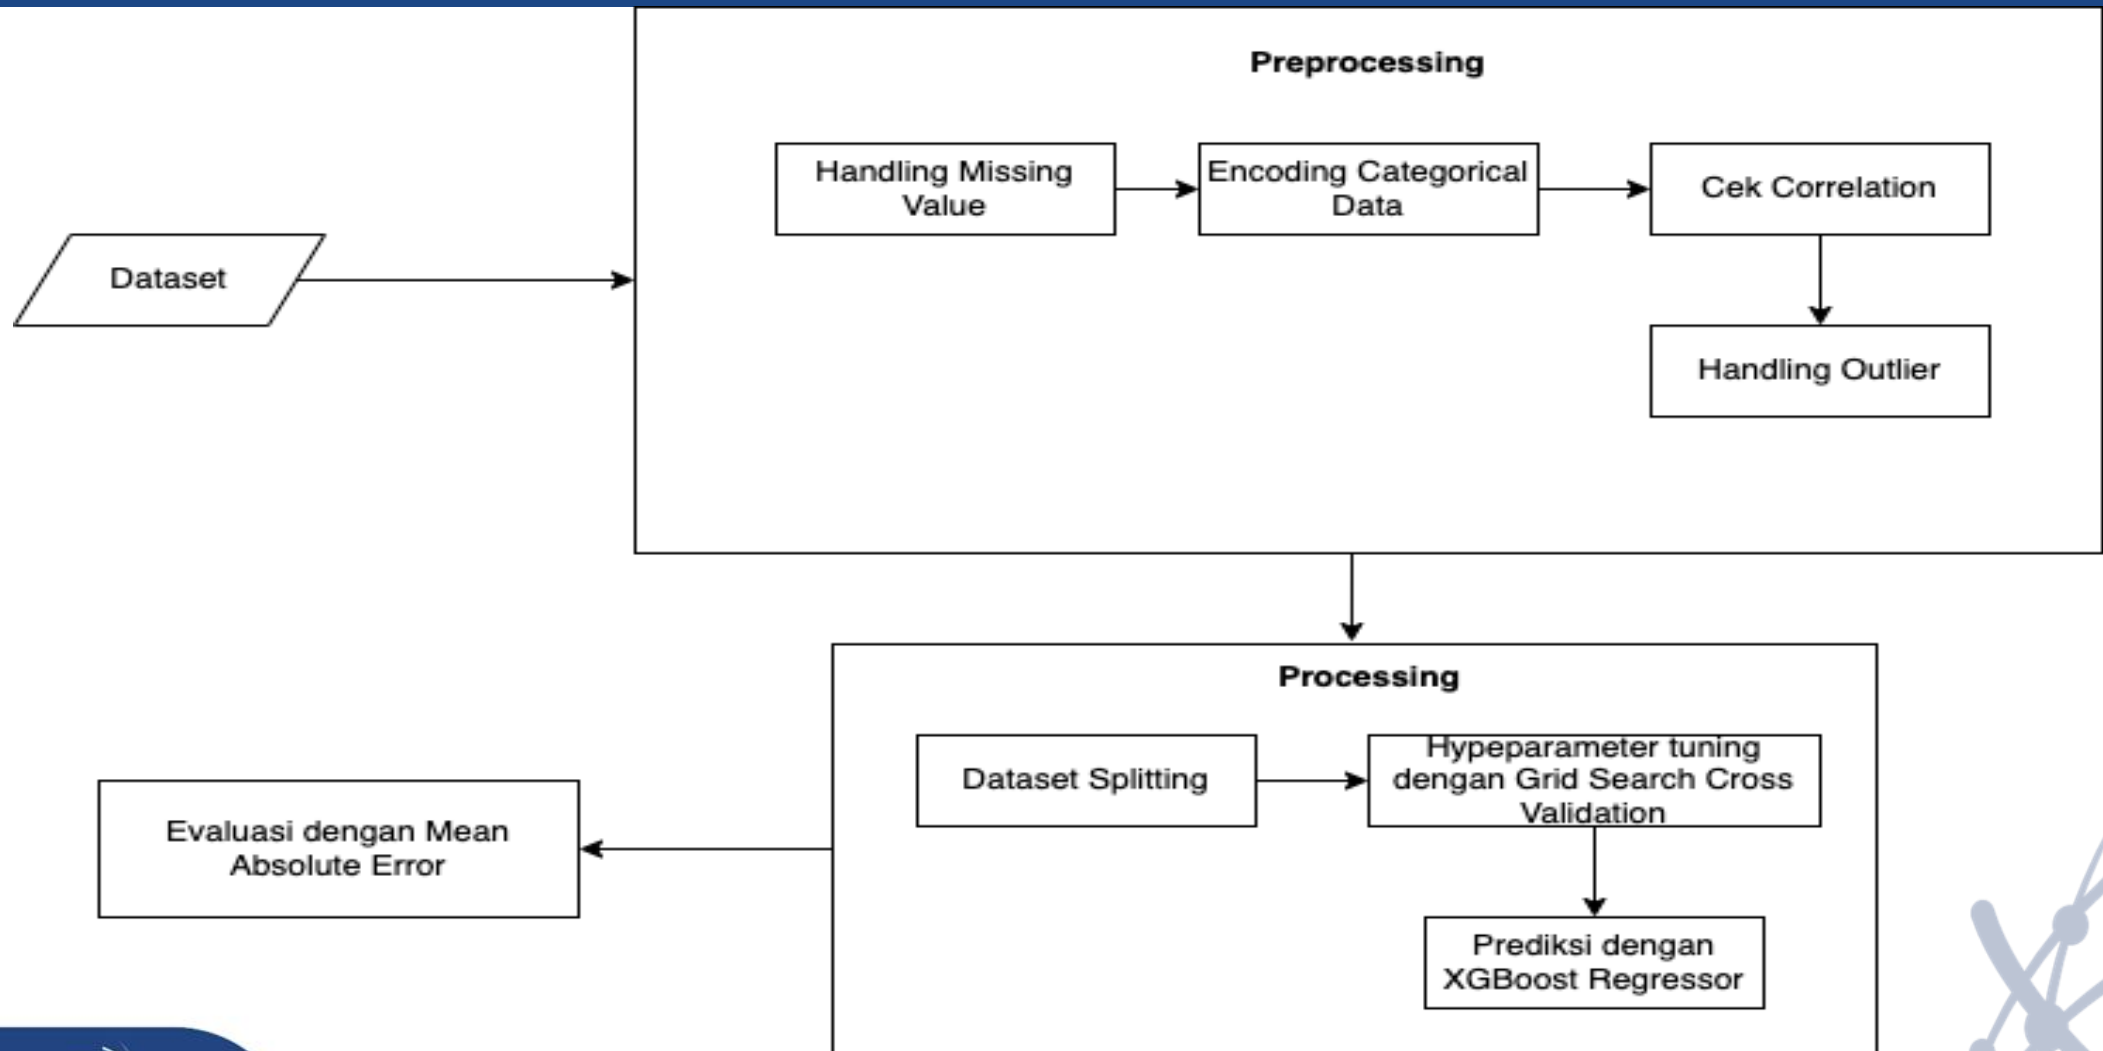 Preprocessing
Handling Missing
Value
Encoding Categorical
Data
Cek Correlation
Handling Outlier
Dataset
Processing
Dataset Splitting
Hypeparameter tuning
dengan Grid Search Cross
Validation
Prediksi dengan
XGBoost Regressor
Evaluasi dengan Mean
Absolute Error